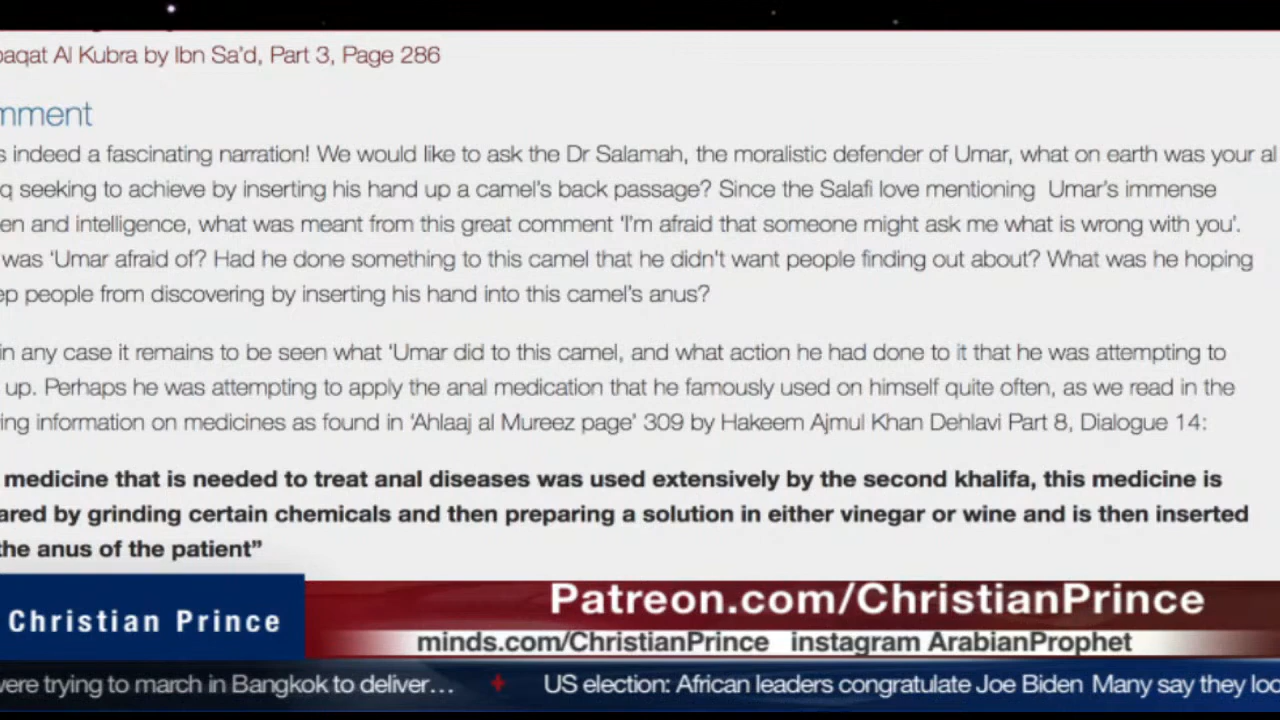 baqat Al Kubra by Ibn Sa'd, Part 3, Page 286
mment
s indeed a fascinating narration! We would like to ask the Dr Salamah, the moralistic defender of Umar, what on earth was your al
q seeking to achieve by inserting his hand up a camel's back passage? Since the Salafi love mentioning Umar's immense
en and intelligence, what was meant from this great comment 'I'm afraid that someone might ask me what is wrong with you'.
was 'Umar afraid of? Had he done something to this camel that he didn't want people finding out about? What was he hoping
ep people from discovering by inserting his hand into this camel's anus?
in any case it remains to be seen what 'Umar did to this camel, and what action he had done to it that he was attempting to
up. Perhaps he was attempting to apply the anal medication that he famously used on himself quite often, as we read in the
ing information on medicines as found in 'Ahlaaj al Mureez page' 309 by Hakeem Ajmul Khan Dehlavi Part 8, Dialogue 14:
medicine that is needed to treat anal diseases was used extensively by the second khalifa, this medicine is
ared by grinding certain chemicals and then preparing a solution in either vinegar or wine and is then inserted
the anus of the patient”
Christian Prince
Patreon.com/ChristianPrince
minds.com/ChristianPrince instagram ArabianProphet
were trying to march in Bangkok to deliver… US election: African leaders congratulate Joe Biden Many say they loo